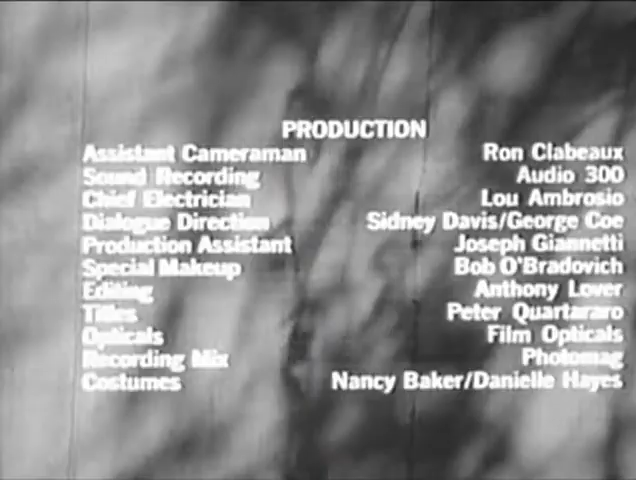 PRODUCTION
Assistant Cameraman Ron Clabeaux
Sound Recording Audio 300
Chief Electrician Lou Ambrosio
Dialogue Direction Sidney Davis/George Coe
Production Assistant Joseph Giannetti
Special Makeup Bob O'Bradovich
Editing Anthony Lover
Titles Peter Quartararo
Opticals Film Opticals
Recording Mix Photomag
Costumes Nancy Baker/Danielle Hayes